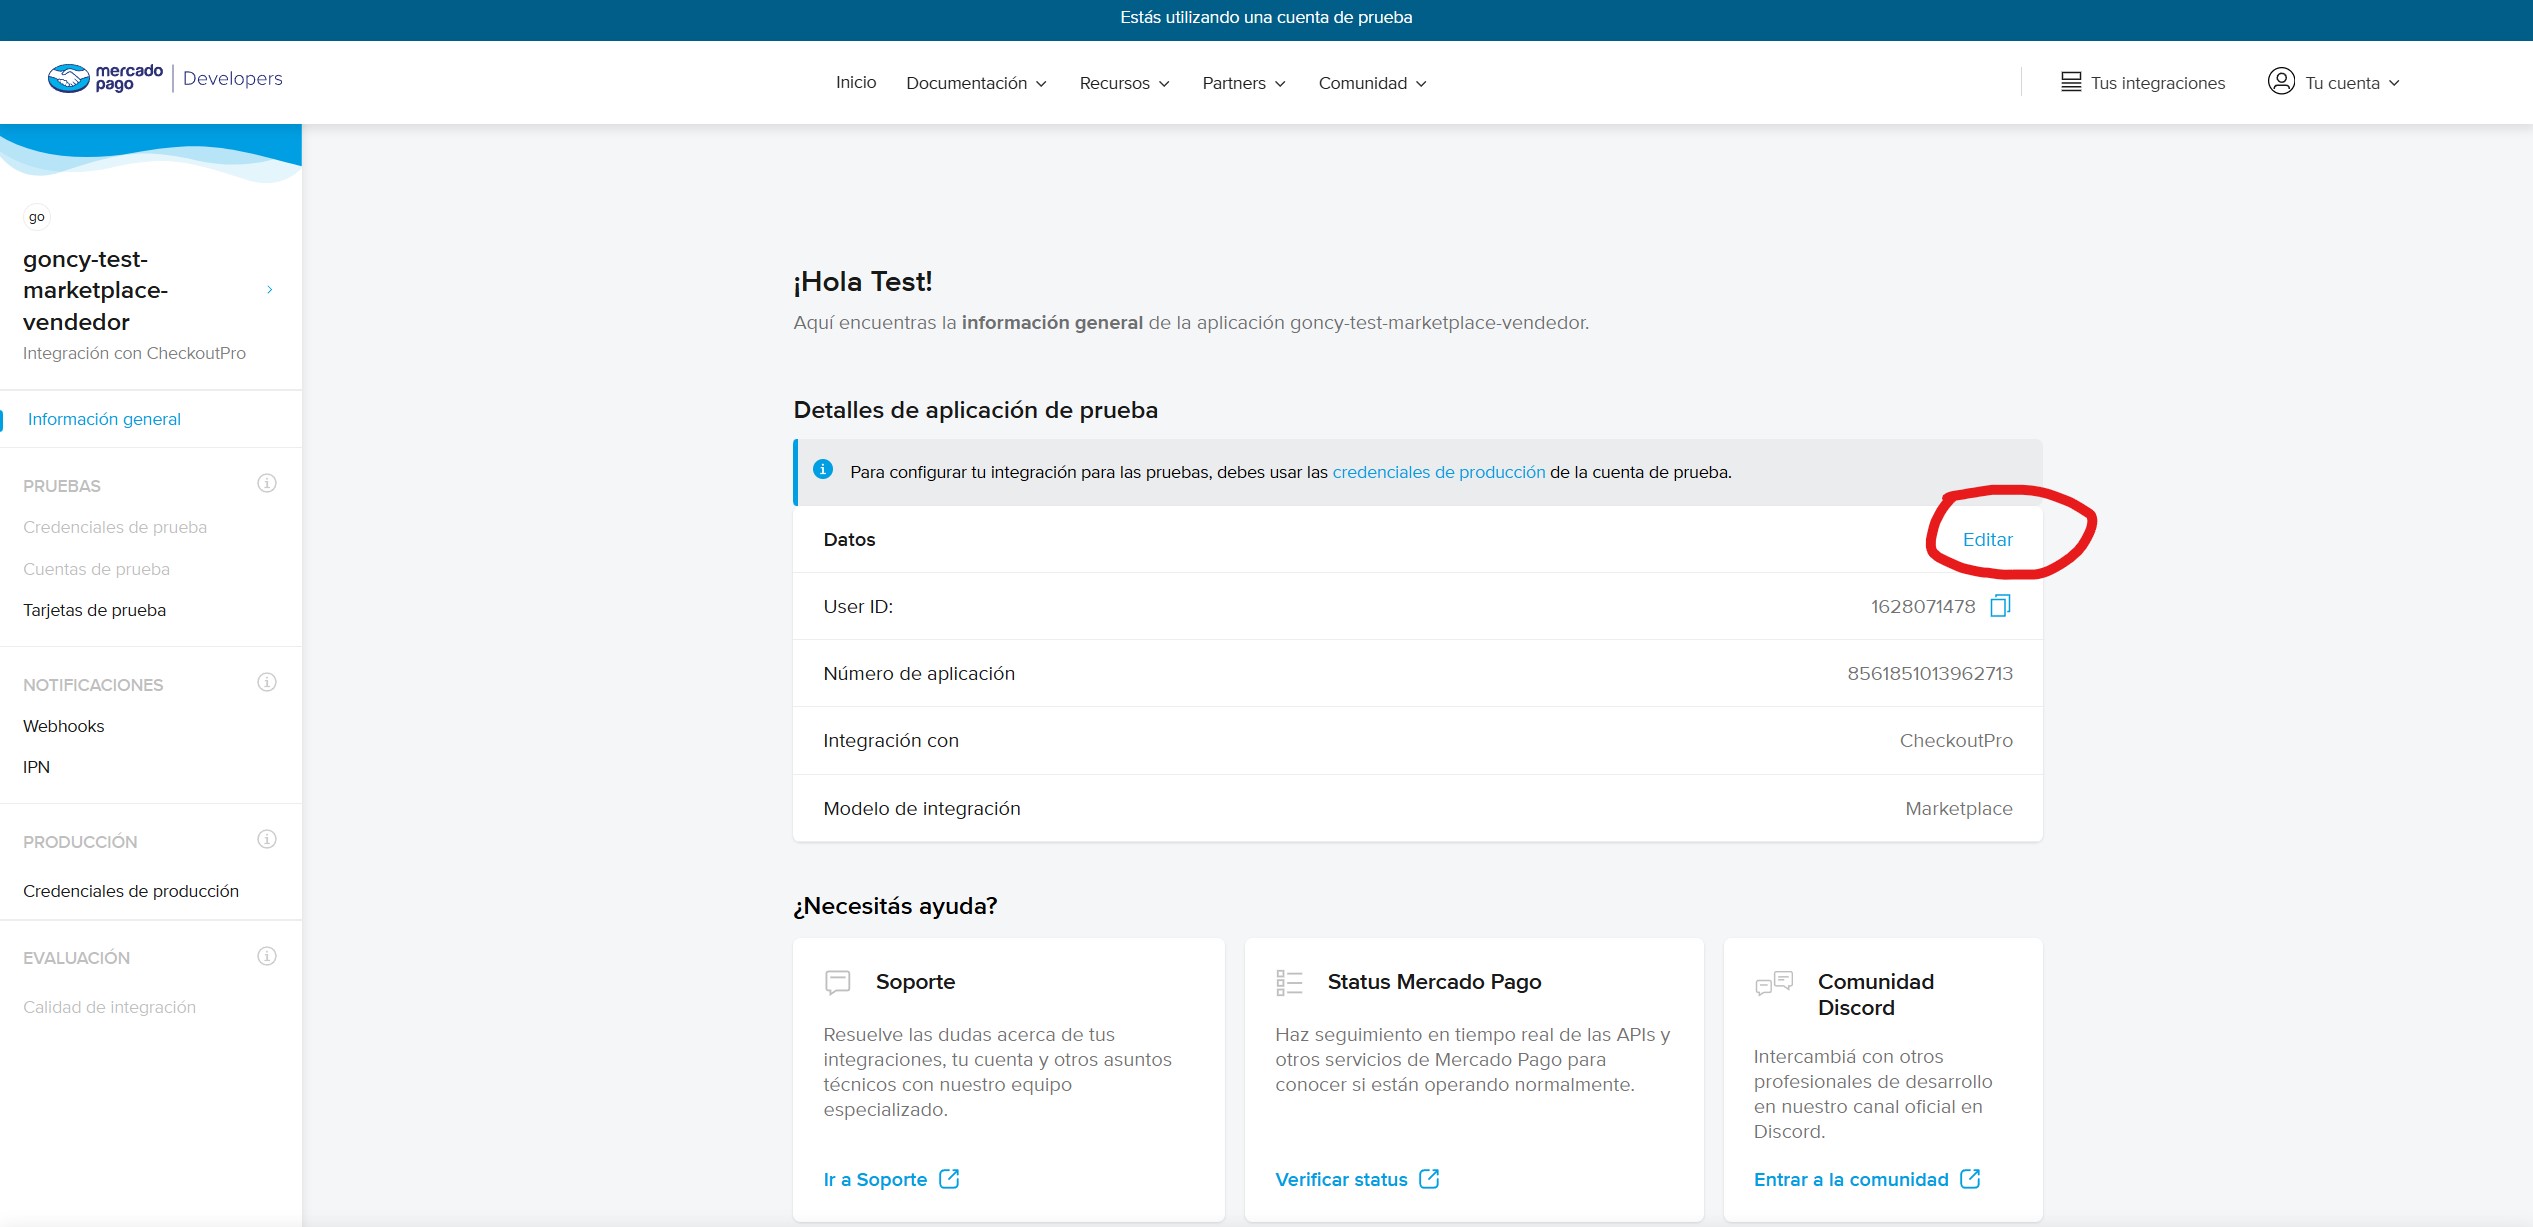 Estás utilizando una cuenta de prueba
mercado pago | Developers
Inicio
Documentación
Recursos
Partners
Comunidad
Tus integraciones
Tu cuenta
go
goncy-test-
marketplace-
vendedor
Integración con CheckoutPro
Información general
PRUEBAS
Credenciales de prueba
Cuentas de prueba
Tarjetas de prueba
NOTIFICACIONES
Webhooks
IPN
PRODUCCIÓN
Credenciales de producción
EVALUACIÓN
Calidad de integración
¡Hola Test!
Aquí encuentras la información general de la aplicación goncy-test-marketplace-vendedor.
Detalles de aplicación de prueba
Para configurar tu integración para las pruebas, debes usar las credenciales de producción de la cuenta de prueba.
Datos
Editar
User ID:
1628071478
Número de aplicación
8561851013962713
Integración con
CheckoutPro
Modelo de integración
Marketplace
¿Necesitás ayuda?
Soporte
Resuelve las dudas acerca de tus
integraciones, tu cuenta y otros asuntos
técnicos con nuestro equipo
especializado.
Ir a Soporte
Status Mercado Pago
Haz seguimiento en tiempo real de las APIs y
otros servicios de Mercado Pago para
conocer si están operando normalmente.
Verificar status
Comunidad
Discord
Intercambiá con otros
profesionales de desarrollo
en nuestro canal oficial en
Discord.
Entrar a la comunidad